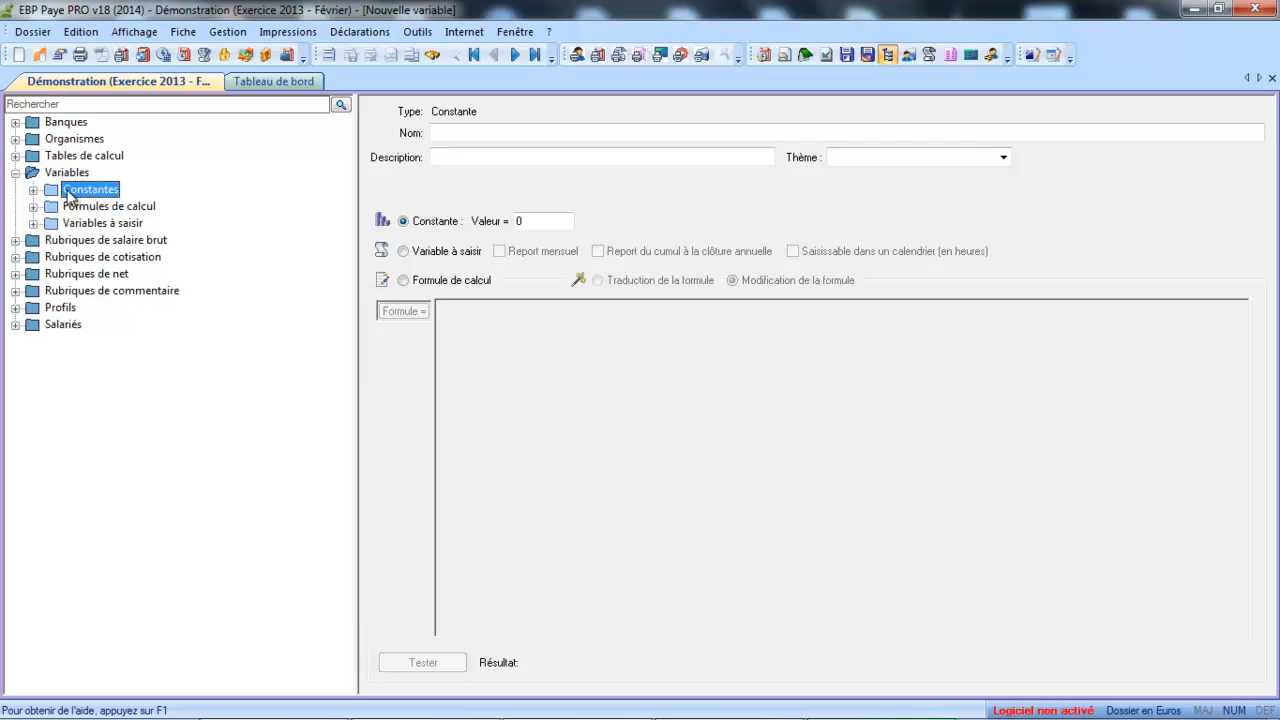 EBP Paye PRO v18 (2014) - Démonstration (Exercice 2013 - Février) - [Nouvelle variable]
Dossier Edition Affichage Fiche Gestion Impressions Déclarations Outils Internet Fenêtre ?
Démonstration (Exercice 2013 - F... Tableau de bord
Rechercher
Banques
Organismes
Tables de calcul
Variables
Constantes
Formules de calcul
Variables à saisir
Rubriques de salaire brut
Rubriques de cotisation
Rubriques de net
Rubriques de commentaire
Profils
Salariés
Type: Constante
Nom:
Description: Thème :
Constante : Valeur = 0
Variable à saisir Report mensuel Report du cumul à la clôture annuelle Saisissable dans un calendrier (en heures)
Formule de calcul Traduction de la formule Modification de la formule
Formule =
Tester Résultat:
Pour obtenir de l'aide, appuyez sur F1 Logiciel non activé Dossier en Euros MAJ NUM DEF